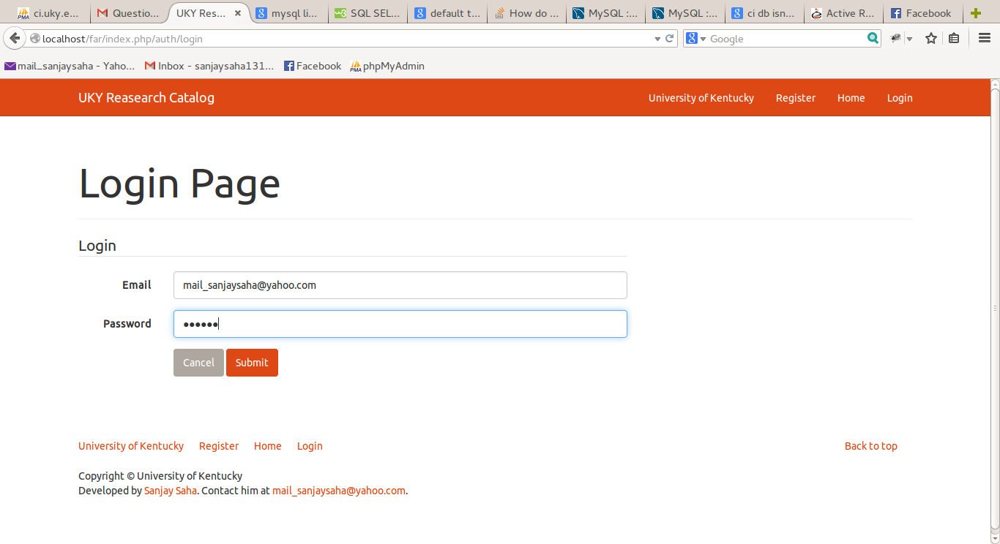 ci.uky.e... Questio... UKY Res... mysql li... SQL SEL... default t... How do ... MySQL :... MySQL :... ci db isn... Active R... Facebook
localhost/far/index.php/auth/login Google
mail_sanjaysaha - Yaho... Inbox - sanjaysaha131... Facebook phpMyAdmin
UKY Reasearch Catalog University of Kentucky Register Home Login
Login Page
Login
Email mail_sanjaysaha@yahoo.com
Password ••••••
Cancel Submit
University of Kentucky Register Home Login Back to top
Copyright © University of Kentucky
Developed by Sanjay Saha. Contact him at mail_sanjaysaha@yahoo.com.